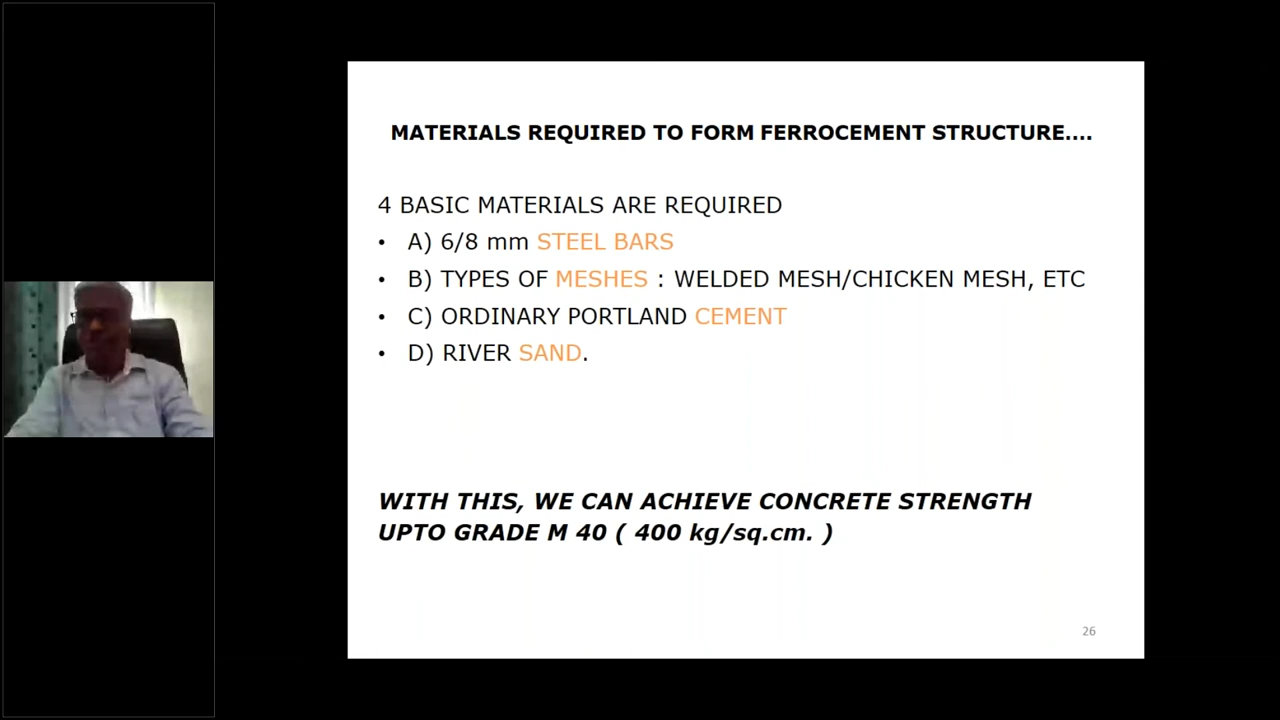 MATERIALS REQUIRED TO FORM FERROCEMENT STRUCTURE....
4 BASIC MATERIALS ARE REQUIRED
• A) 6/8 mm STEEL BARS
• B) TYPES OF MESHES : WELDED MESH/CHICKEN MESH, ETC
• C) ORDINARY PORTLAND CEMENT
• D) RIVER SAND.
WITH THIS, WE CAN ACHIEVE CONCRETE STRENGTH
UPTO GRADE M 40 ( 400 kg/sq.cm. )
26